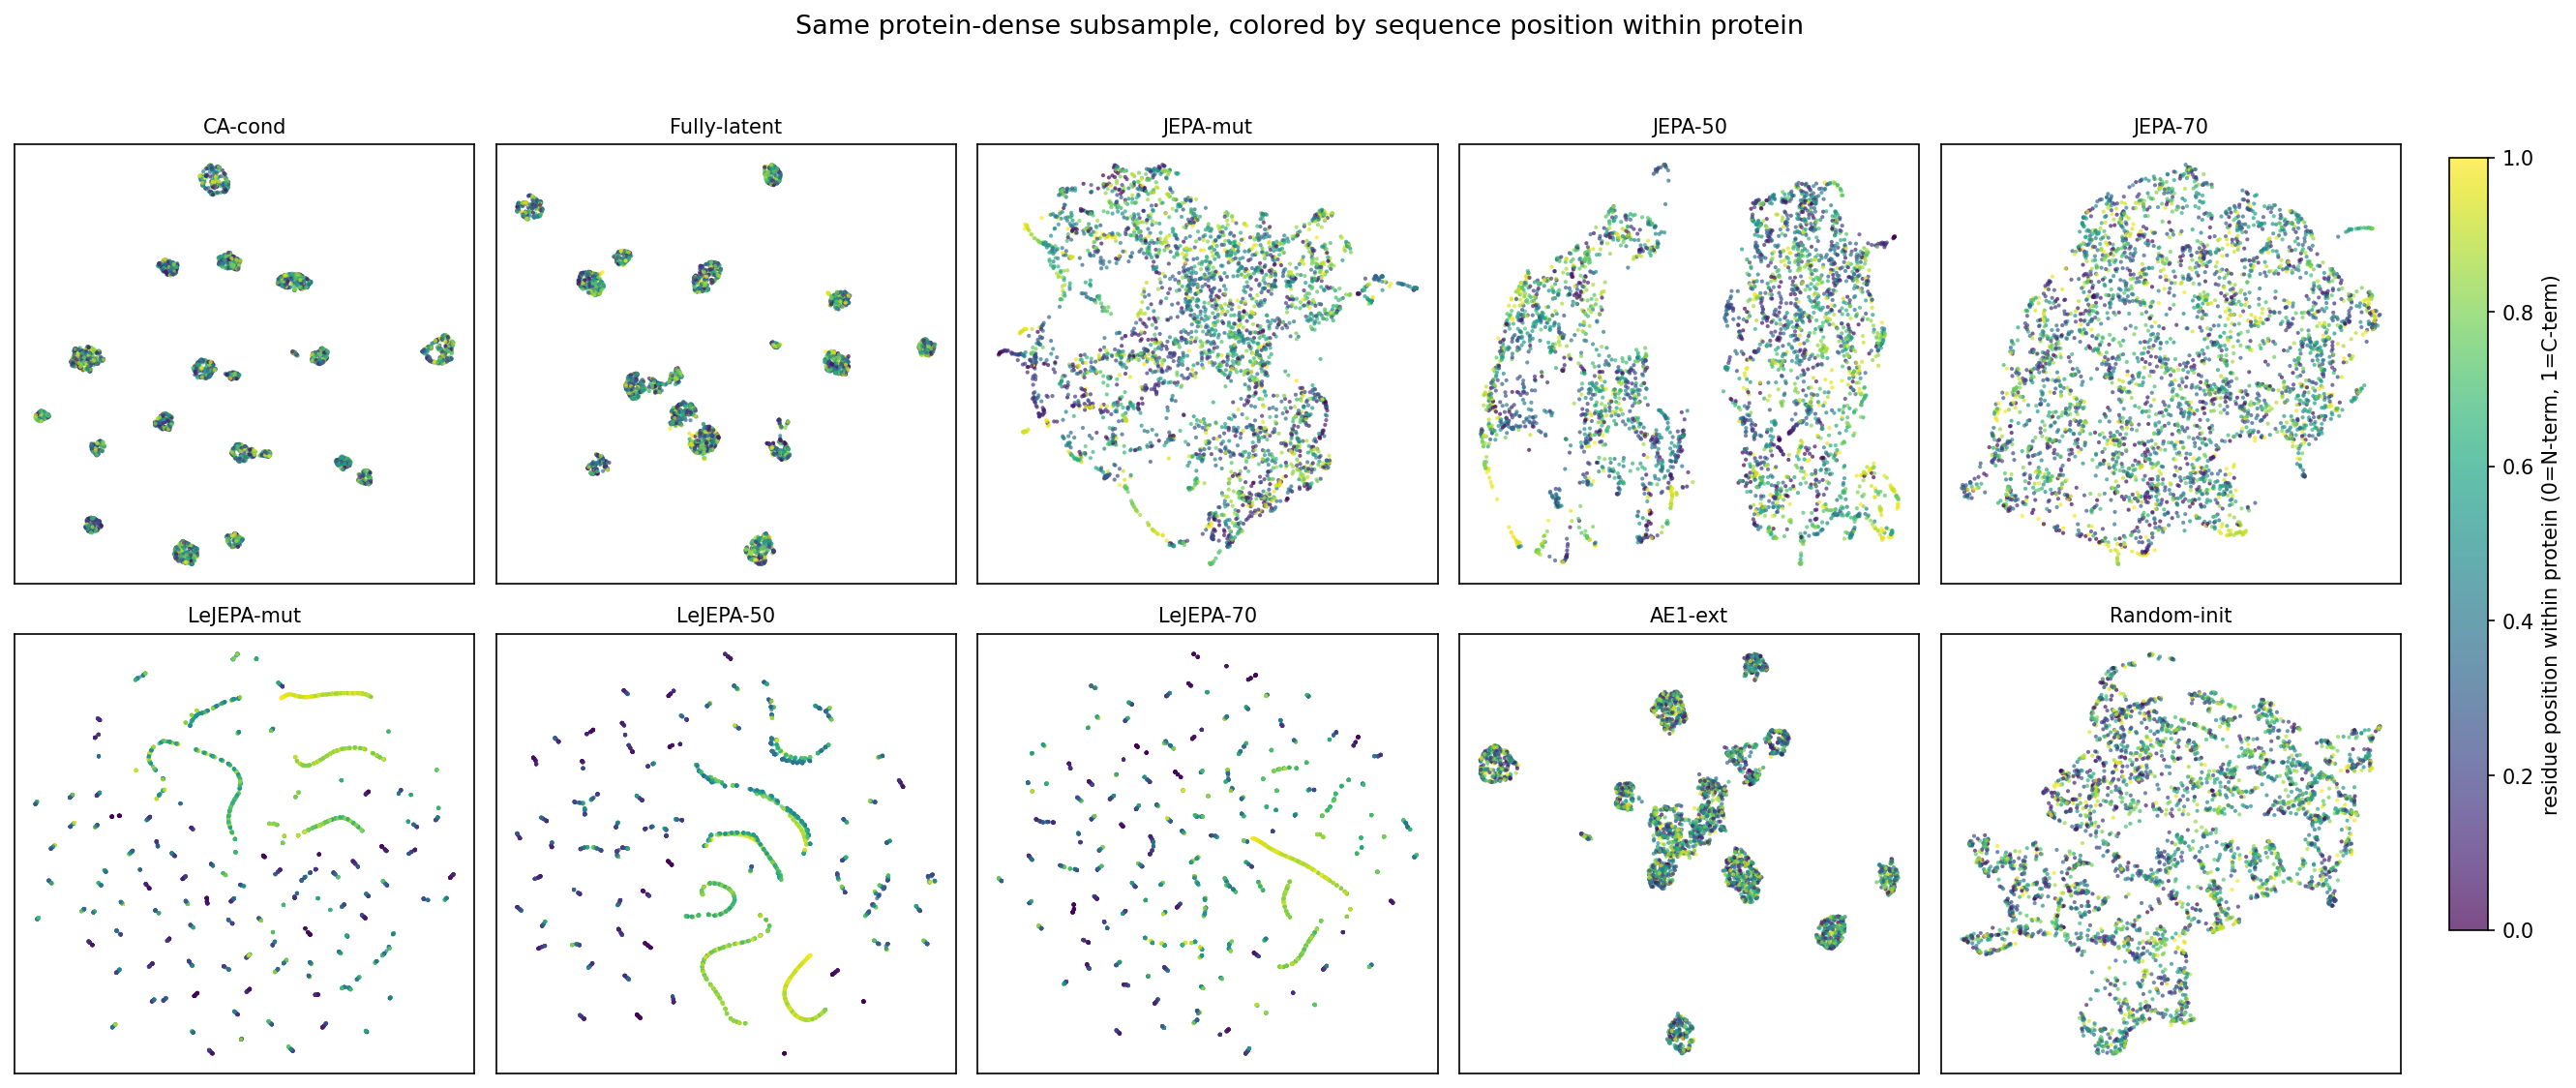 Same protein-dense subsample, colored by sequence position within protein
CA-cond
Fully-latent
JEPA-mut
JEPA-50
JEPA-70
LeJEPA-mut
LeJEPA-50
LeJEPA-70
AE1-ext
Random-init
1.0
0.8
0.6
0.4
0.2
0.0
residue position within protein (0=N-term, 1=C-term)